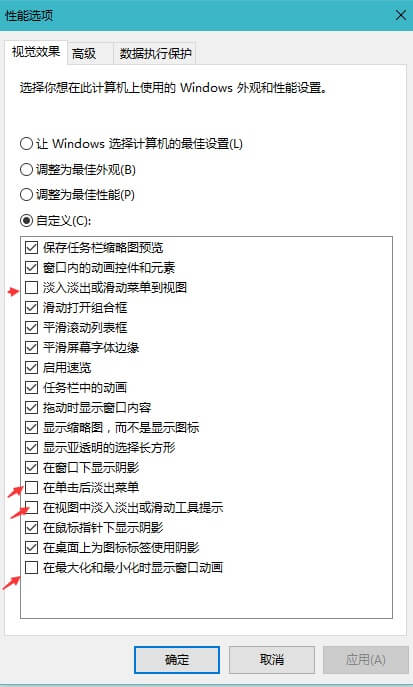 性能选项
视觉效果 高级 数据执行保护
选择你想在此计算机上使用的 Windows 外观和性能设置。
让 Windows 选择计算机的最佳设置(L)
调整为最佳外观(B)
调整为最佳性能(P)
自定义(C):
保存任务栏缩略图预览
窗口内的动画控件和元素
淡入淡出或滑动菜单到视图
滑动打开组合框
平滑滚动列表框
平滑屏幕字体边缘
启用速览
任务栏中的动画
拖动时显示窗口内容
显示缩略图，而不是显示图标
显示亚透明的选择长方形
在窗口下显示阴影
在单击后淡出菜单
在视图中淡入淡出或滑动工具提示
在鼠标指针下显示阴影
在桌面上为图标标签使用阴影
在最大化和最小化时显示窗口动画
确定 取消 应用(A)